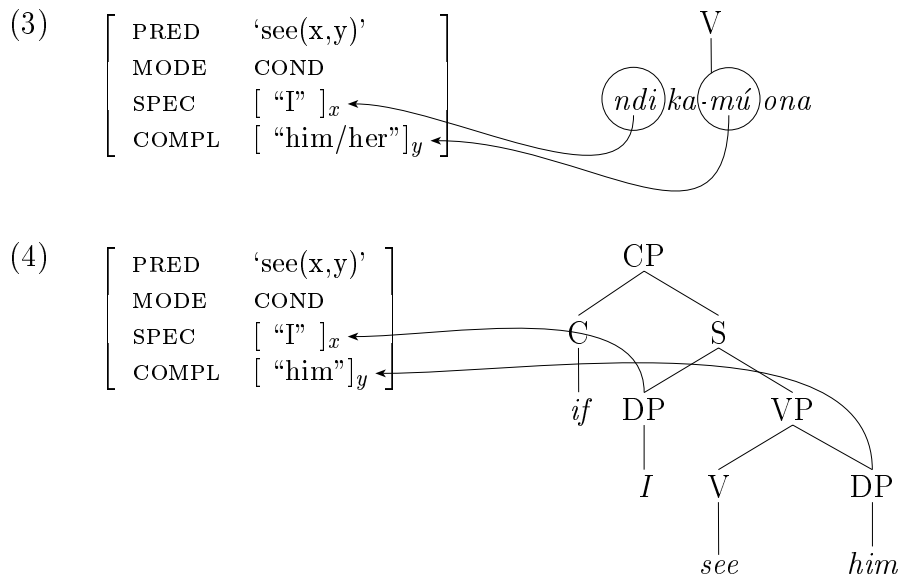 (3)
PRED ‘see(x,y)’
MODE COND
SPEC [ “I” ]x
COMPL [ “him/her”]y
V
ndi ka-mú ona
(4)
PRED ‘see(x,y)’
MODE COND
SPEC [ “I” ]x
COMPL [ “him”]y
CP
C S
if DP VP
I V DP
see him